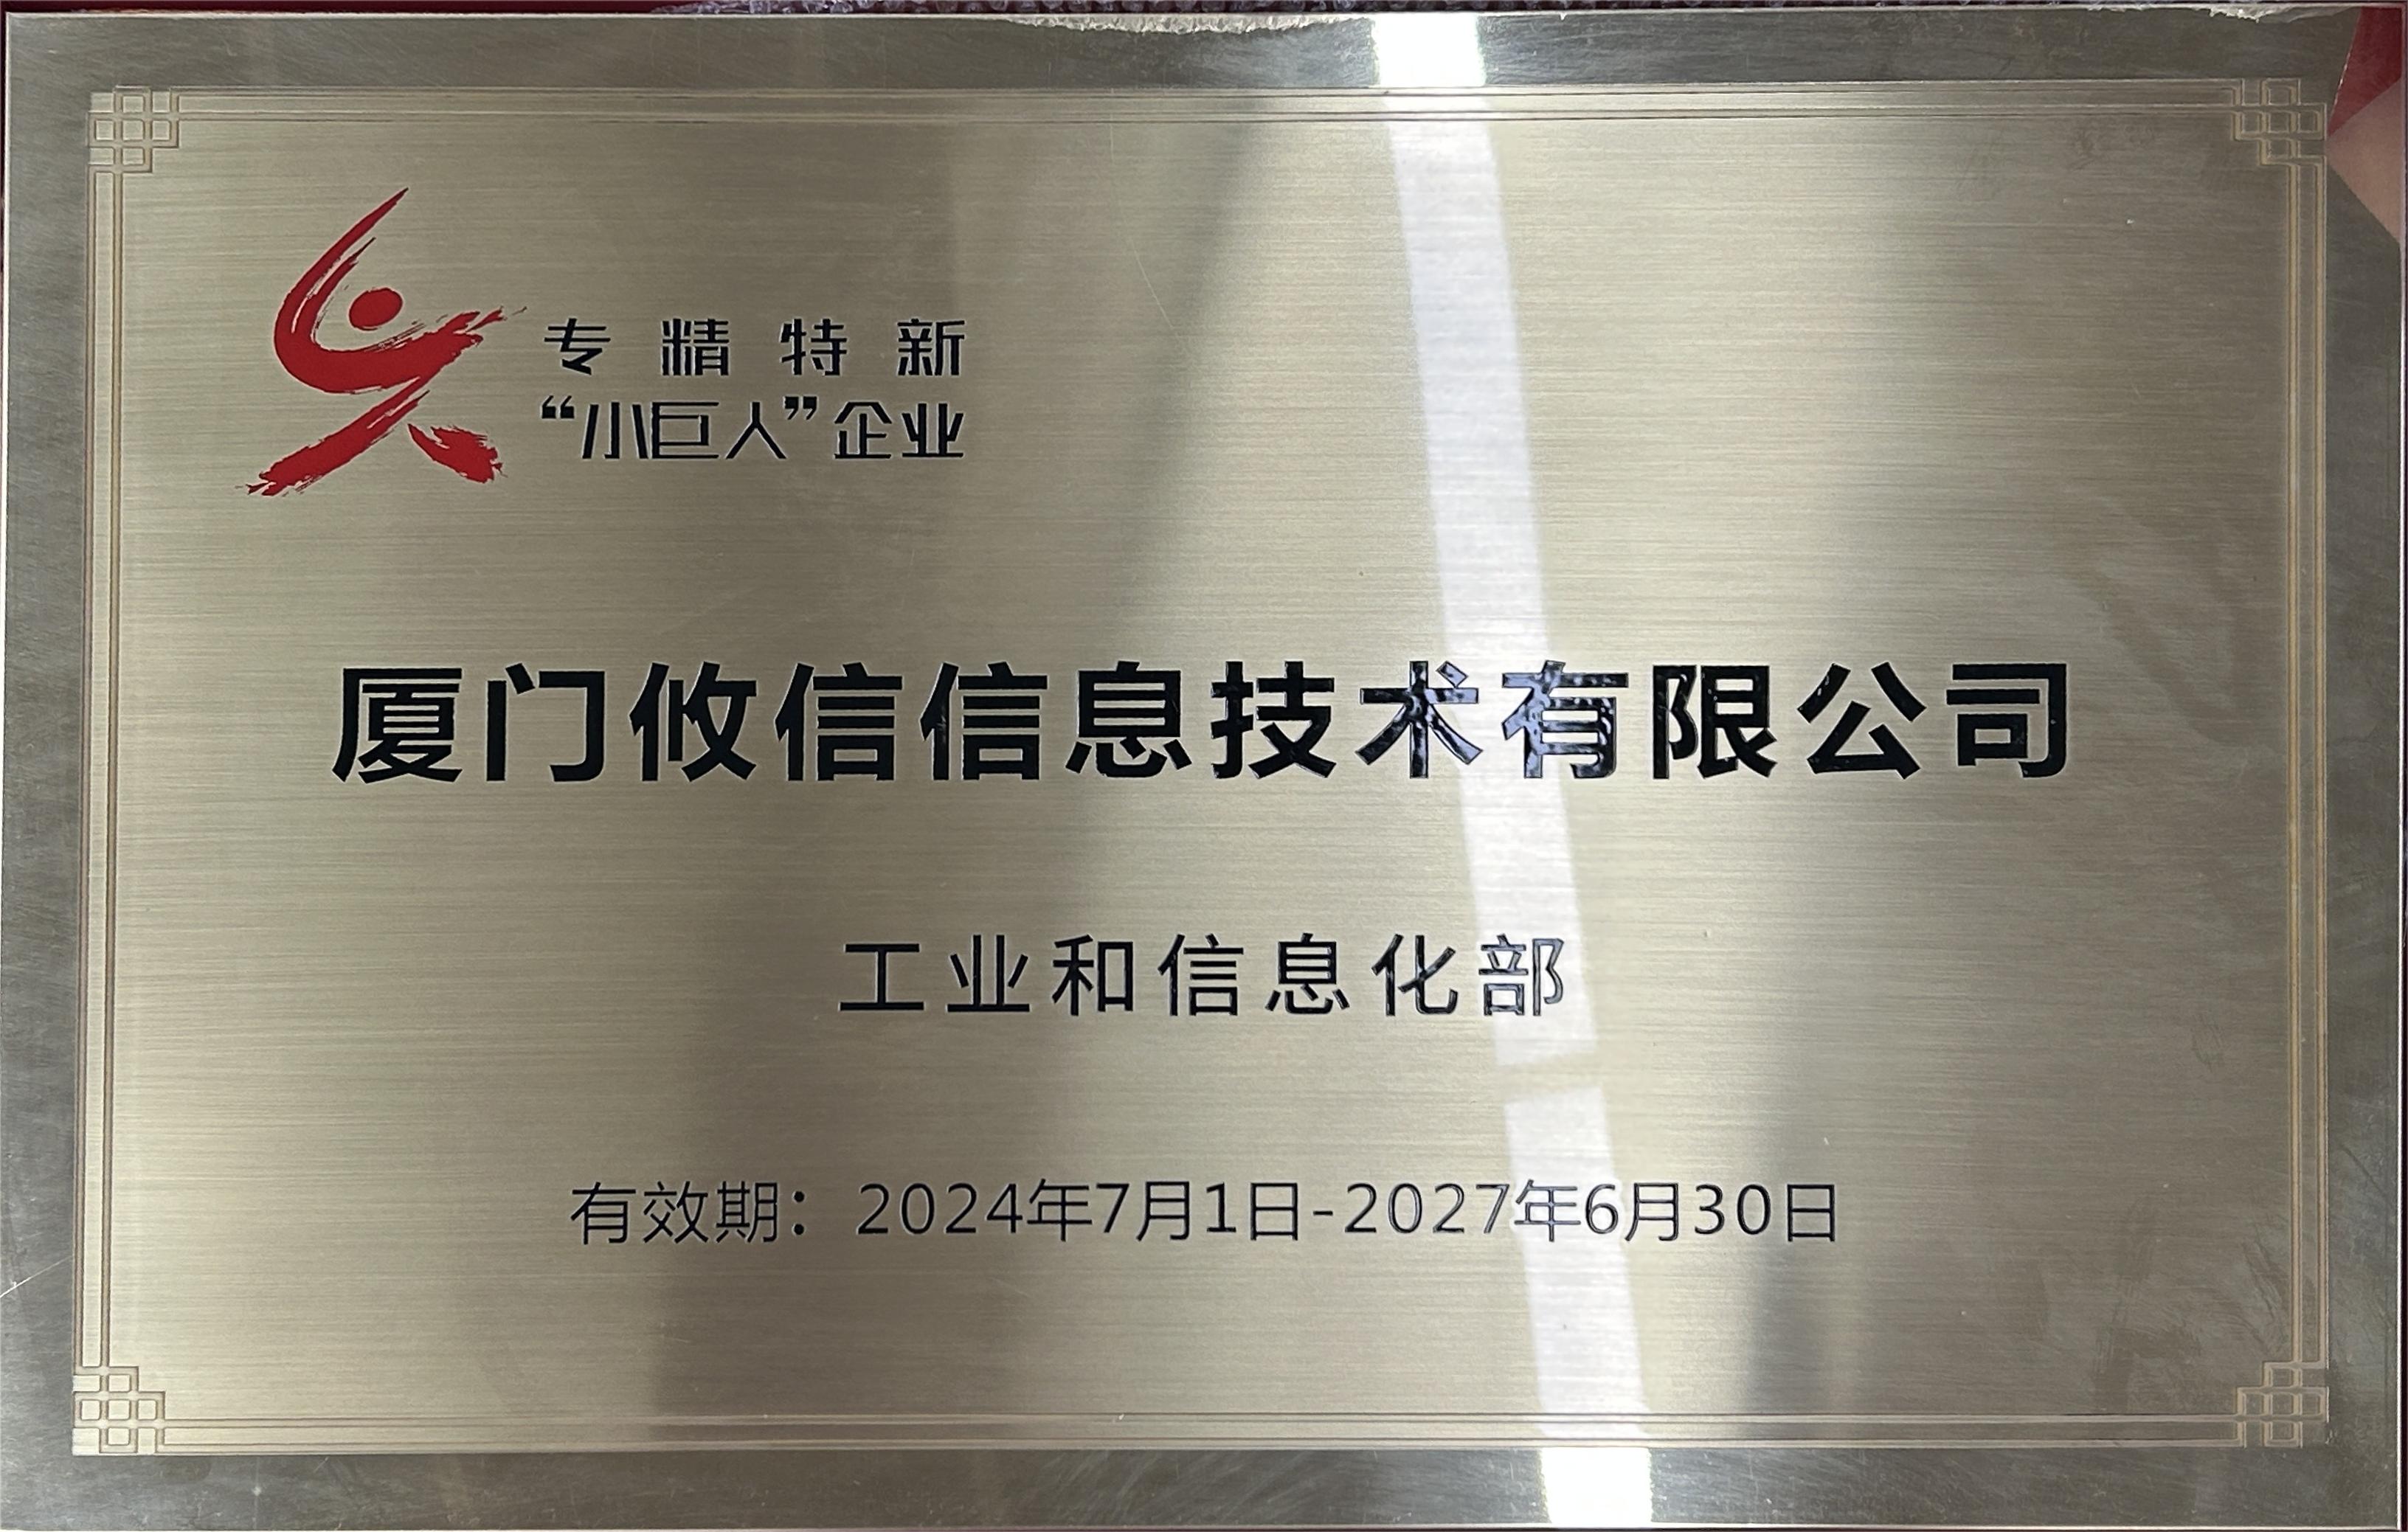 专精特新
“小巨人”企业
厦门攸信信息技术有限公司
工业和信息化部
有效期：2024年7月1日-2027年6月30日